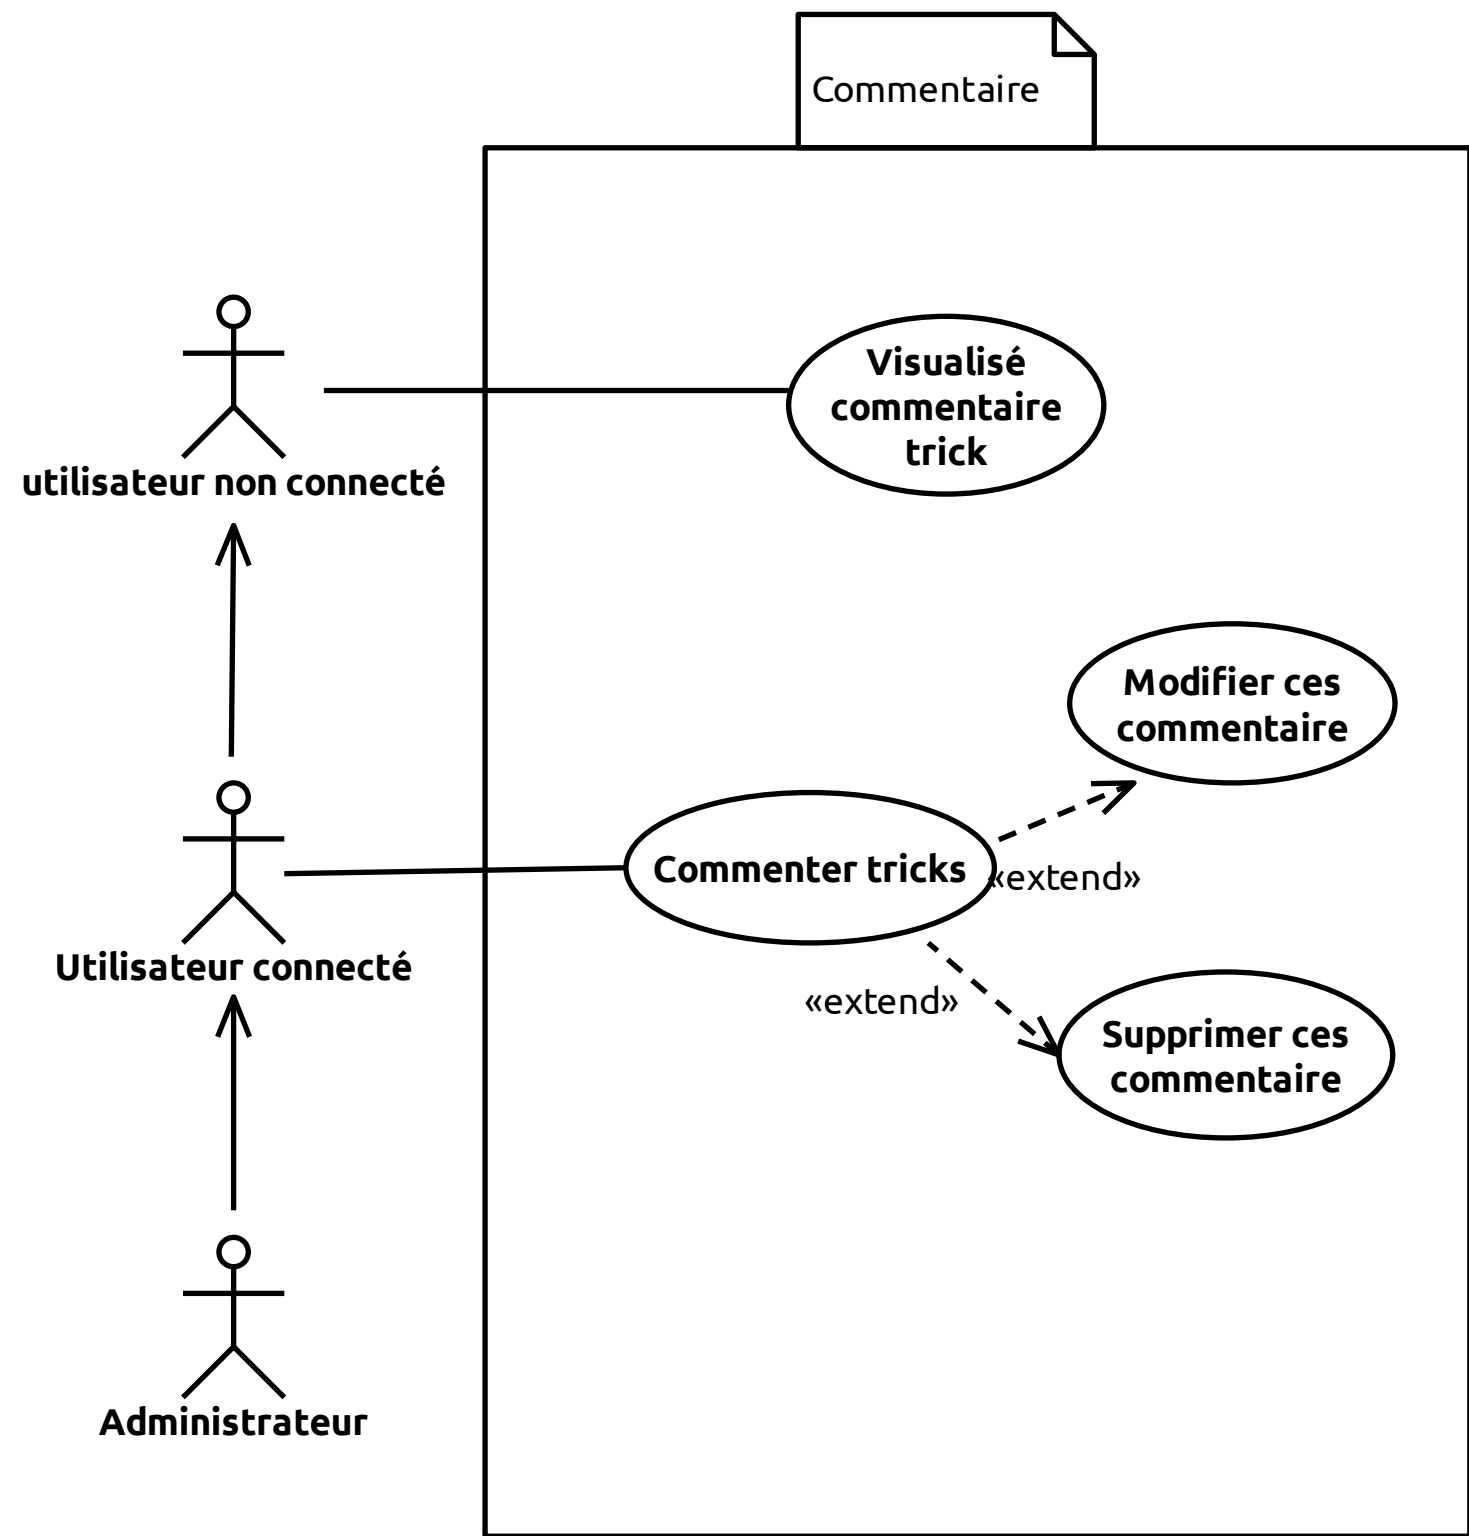 Commentaire
Visualisé
commentaire
trick
utilisateur non connecté
Modifier ces
commentaire
Commenter tricks
«extend»
Utilisateur connecté
«extend»
Supprimer ces
commentaire
Administrateur